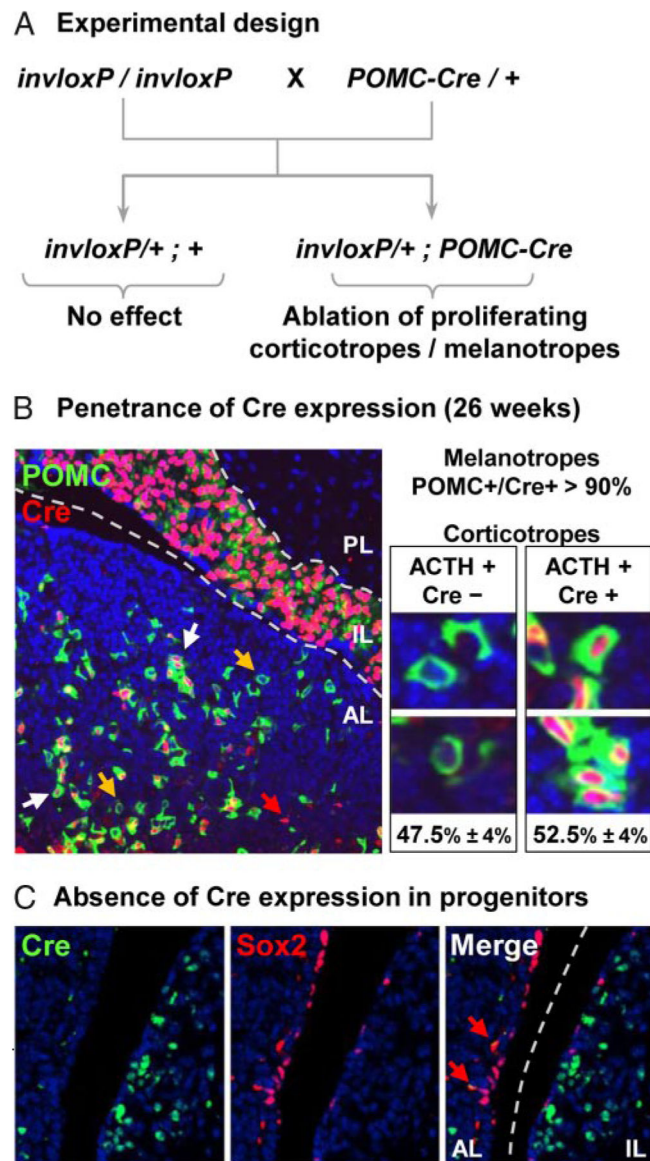 A Experimental design
invloxP / invloxP X POMC-Cre / +
invloxP/+ ; + invloxP/+ ; POMC-Cre
No effect
Ablation of proliferating
corticotropes / melanotropes
B Penetrance of Cre expression (26 weeks)
POMC
Cre
PL
IL
AL
Melanotropes
POMC+/Cre+ > 90%
Corticotropes
ACTH +
Cre –
ACTH +
Cre +
47.5% ± 4%
52.5% ± 4%
C Absence of Cre expression in progenitors
Cre
Sox2
Merge
AL
IL